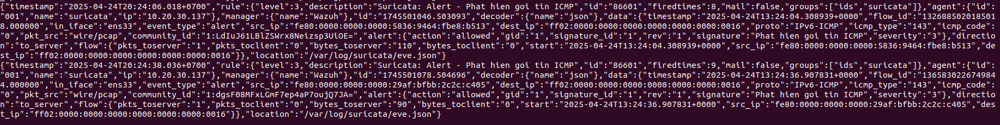 {"timestamp":"2025-04-24T20:24:06.018+0700","rule":{"level":3,"description":"Suricata: Alert - Phat hien goi tin ICMP","id":"86601","firedtimes":8,"mail":false,"groups":["ids","suricata"]},"agent":{"id":
"001","name":"suricata","ip":"10.20.30.137"},"manager":{"name":"Wazuh"},"id":"1745501046.503093","decoder":{"name":"json"},"data":{"timestamp":"2025-04-24T13:24:04.308939+0000","flow_id":"132688502018501
8.000000","in_iface":"ens33","event_type":"alert","src_ip":"fe80:0000:0000:0000:5836:9464:fbe8:b513","dest_ip":"ff02:0000:0000:0000:0000:0000:0000:0016","proto":"IPv6-ICMP","icmp_type":"143","icmp_code":
"0","pkt_src":"wire/pcap","community_id":"1:LdIuJ61LBlZSWrx8Neizsp3UiOE=","alert":{"action":"allowed","gid":"1","signature_id":"1","rev":"1","signature":"Phat hien goi tin ICMP","severity":"3"},"directio
n":"to_server","flow":{"pkts_toserver":"1","pkts_toclient":"0","bytes_toserver":"110","bytes_toclient":"0","start":"2025-04-24T13:24:04.308939+0000","src_ip":"fe80:0000:0000:0000:5836:9464:fbe8:b513","de
st_ip":"ff02:0000:0000:0000:0000:0000:0000:0016"}},"location":"/var/log/suricata/eve.json"}
{"timestamp":"2025-04-24T20:24:38.036+0700","rule":{"level":3,"description":"Suricata: Alert - Phat hien goi tin ICMP","id":"86601","firedtimes":9,"mail":false,"groups":["ids","suricata"]},"agent":{"id":
"001","name":"suricata","ip":"10.20.30.137"},"manager":{"name":"Wazuh"},"id":"1745501078.504696","decoder":{"name":"json"},"data":{"timestamp":"2025-04-24T13:24:36.907831+0000","flow_id":"136583022674984
4.000000","in_iface":"ens33","event_type":"alert","src_ip":"fe80:0000:0000:0000:29af:bfbb:2c2c:c405","dest_ip":"ff02:0000:0000:0000:0000:0000:0000:0016","proto":"IPv6-ICMP","icmp_type":"143","icmp_code":
"0","pkt_src":"wire/pcap","community_id":"1:dgsF08MFxLGmF7ep4aP7oujQ7JA=","alert":{"action":"allowed","gid":"1","signature_id":"1","rev":"1","signature":"Phat hien goi tin ICMP","severity":"3"},"directio
n":"to_server","flow":{"pkts_toserver":"1","pkts_toclient":"0","bytes_toserver":"90","bytes_toclient":"0","start":"2025-04-24T13:24:36.907831+0000","src_ip":"fe80:0000:0000:0000:29af:bfbb:2c2c:c405","des
t_ip":"ff02:0000:0000:0000:0000:0000:0000:0016"}},"location":"/var/log/suricata/eve.json"}